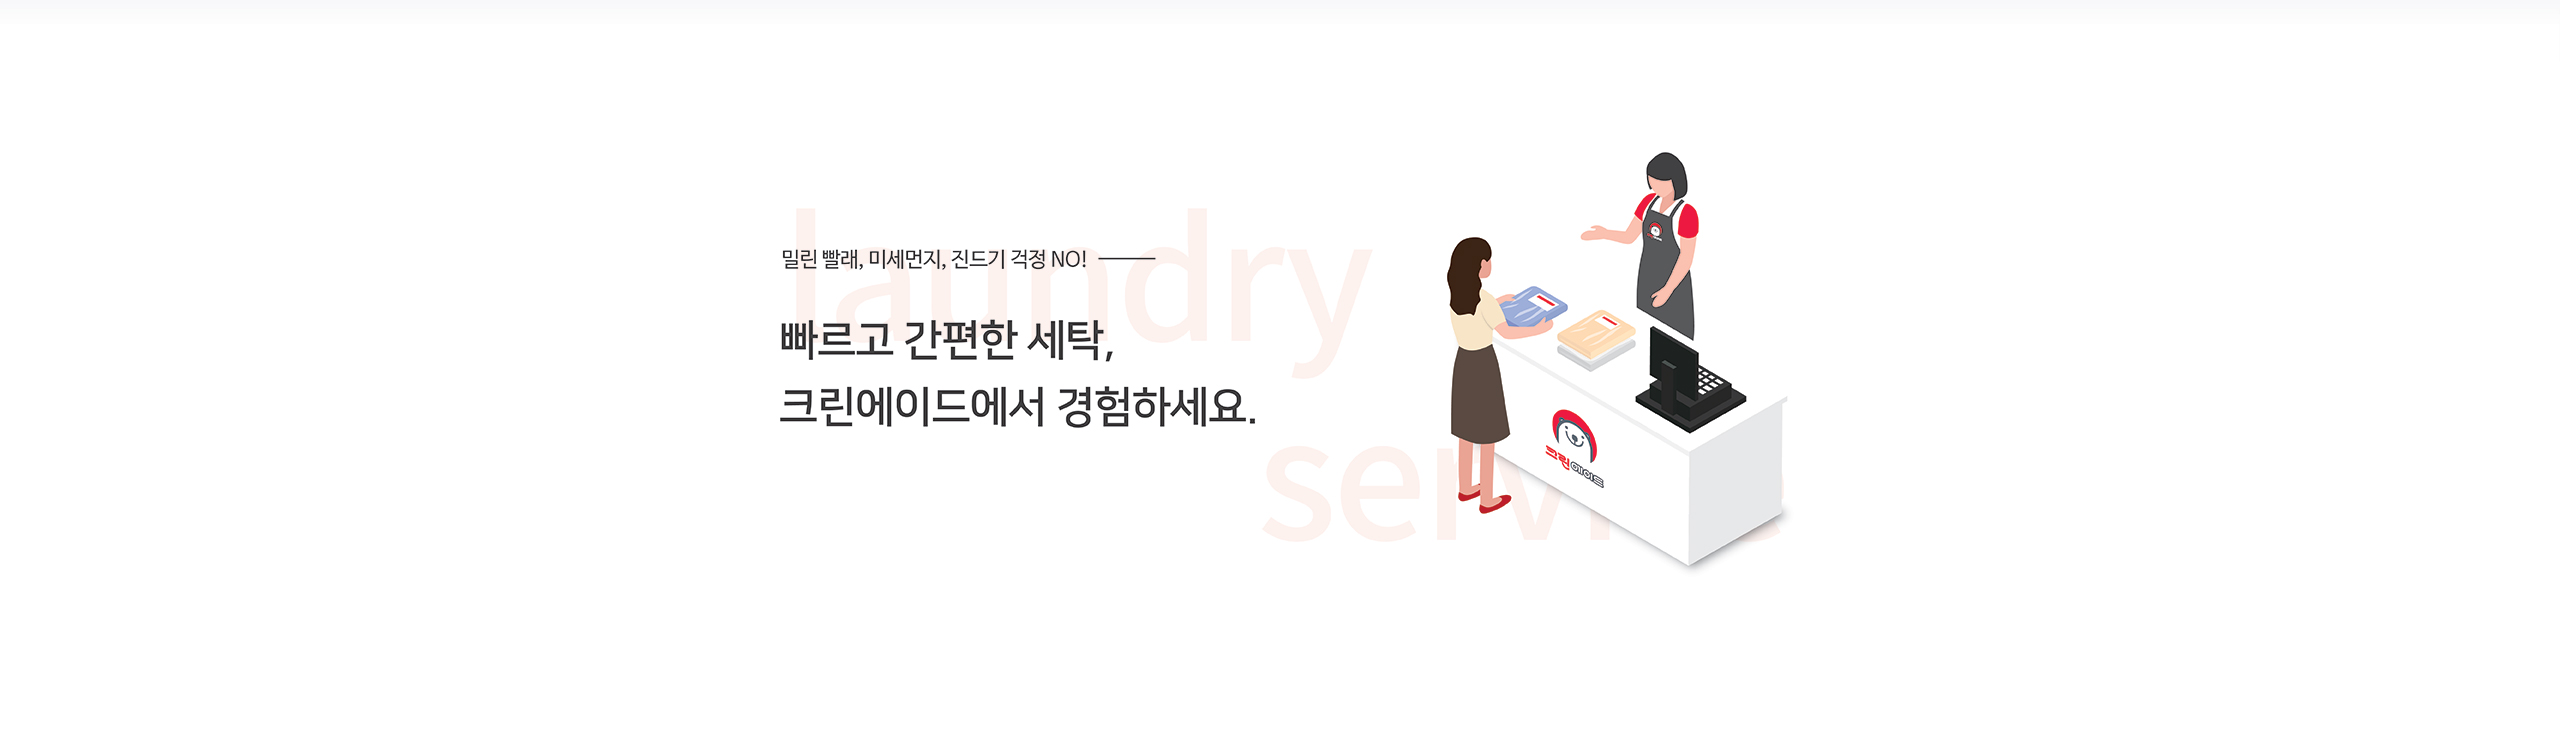 laundry
밀린 빨래, 미세먼지, 진드기 걱정 NO!
빠르고 간편한 세탁,
크린에이드에서 경험하세요.
service
크린에이드